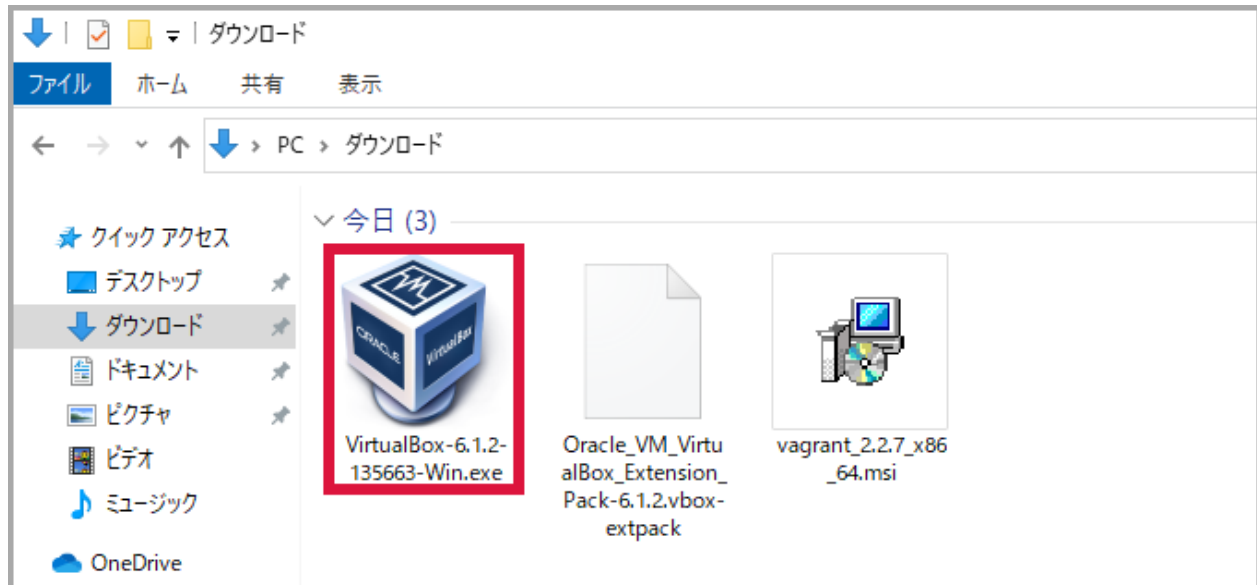 ダウンロード
ファイル ホーム 共有 表示
PC › ダウンロード
クイック アクセス
デスクトップ
ダウンロード
ドキュメント
ピクチャ
ビデオ
ミュージック
OneDrive
今日 (3)
ORACLE VirtualBox
VirtualBox-6.1.2-
135663-Win.exe
Oracle_VM_Virtu
alBox_Extension_
Pack-6.1.2.vbox-
extpack
vagrant_2.2.7_x86
_64.msi